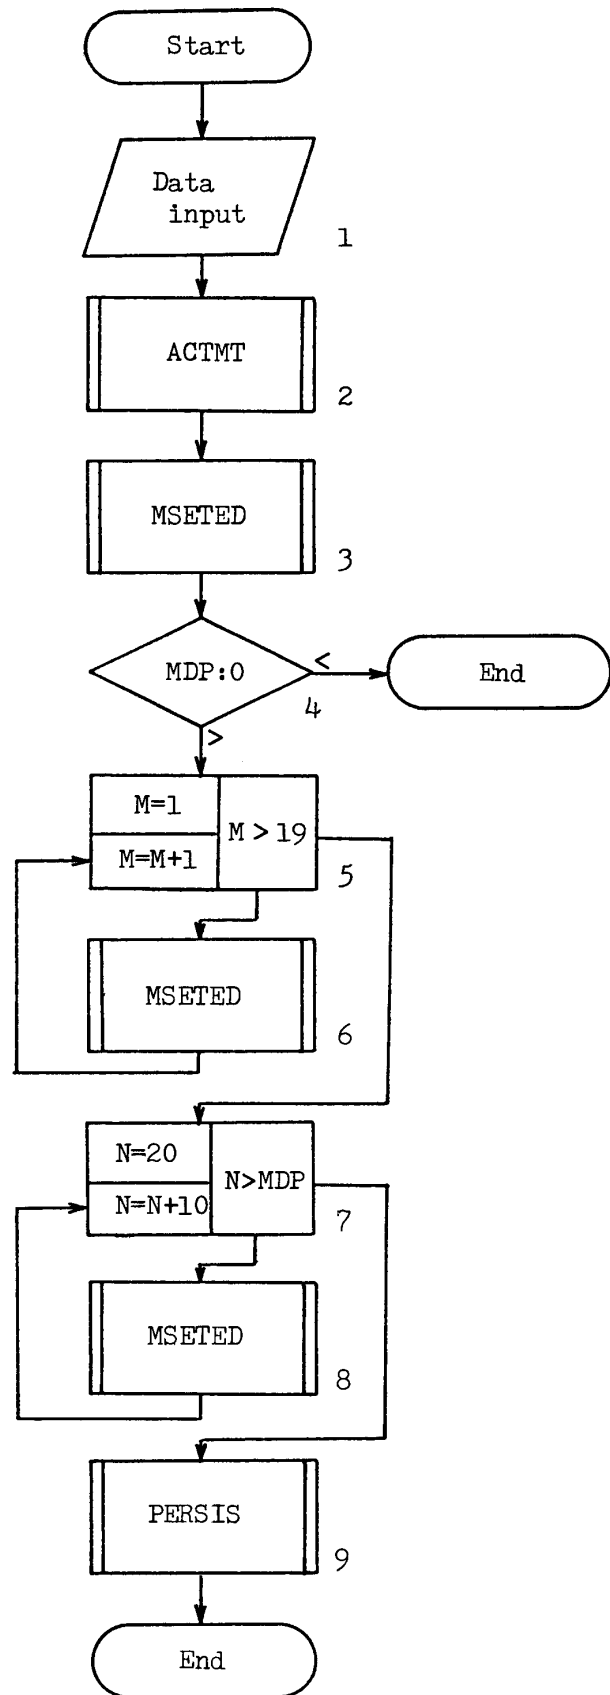 Start
Data
input
1
ACTMT
2
MSETED
3
MDP:0
<
End
4
>
M=1
M=M+1
M > 19
5
MSETED
6
N=20
N=N+10
N>MDP
7
MSETED
8
PERSIS
9
End